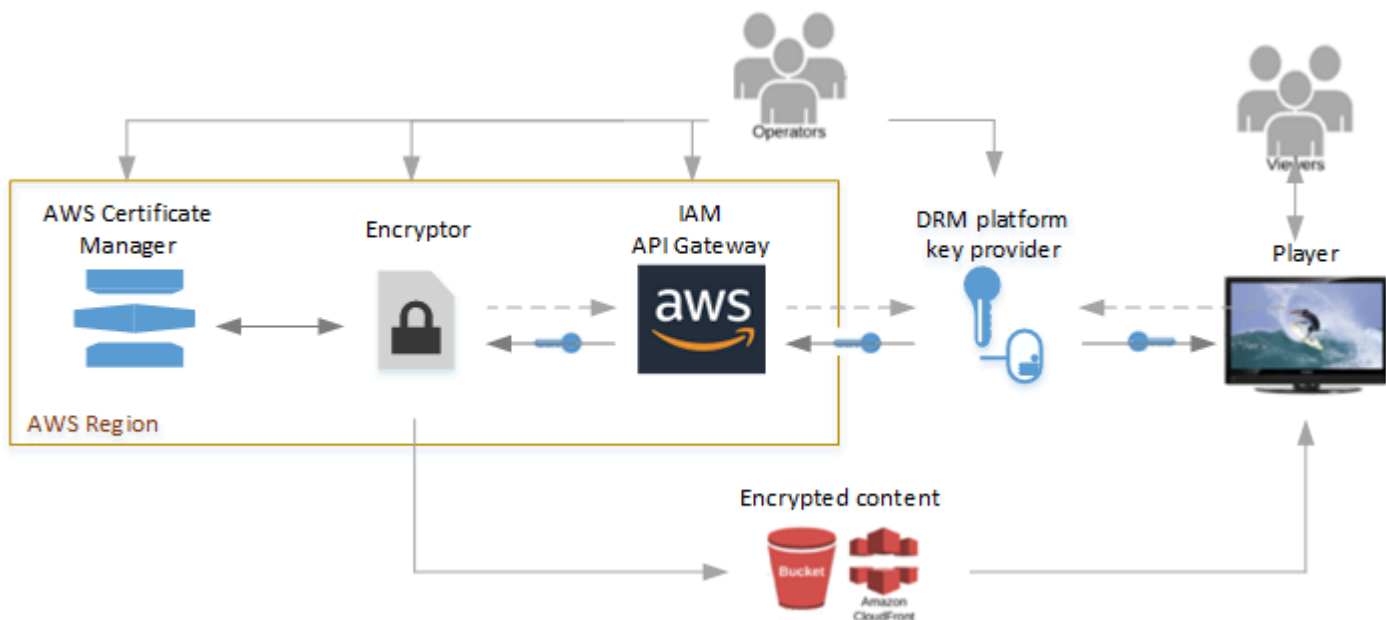 Operators
Viewers
AWS Certificate
Manager
Encryptor
IAM
API Gateway
aws
DRM platform
key provider
Player
AWS Region
Encrypted content
Bucket
Amazon
CloudFront